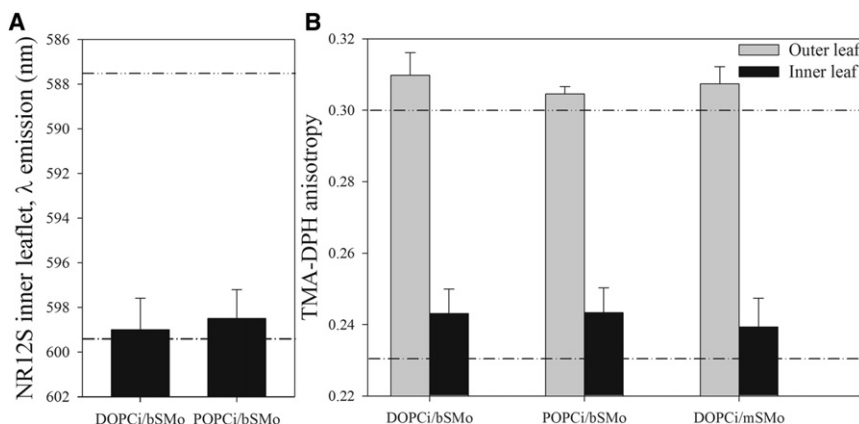 A
NR12S inner leaflet, λ emission (nm)
586
588
590
592
594
596
598
600
602
DOPCi/bSMo POPCi/bSMo
B
TMA-DPH anisotropy
0.32
0.30
0.28
0.26
0.24
0.22
Outer leaf
Inner leaf
DOPCi/bSMo POPCi/bSMo DOPCi/mSMo